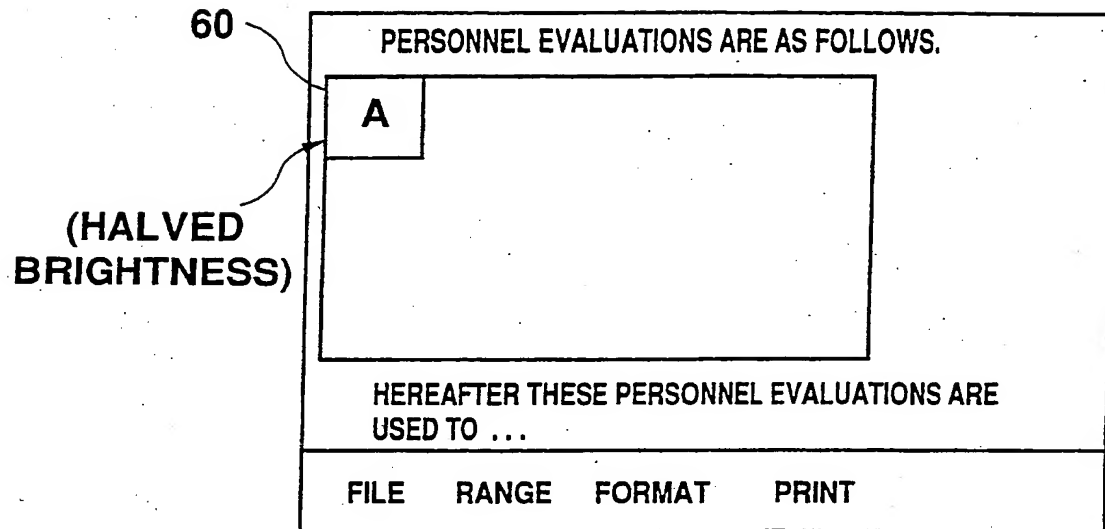 60
PERSONNEL EVALUATIONS ARE AS FOLLOWS.
A
(HALVED
BRIGHTNESS)
HEREAFTER THESE PERSONNEL EVALUATIONS ARE
USED TO ...
FILE RANGE FORMAT PRINT